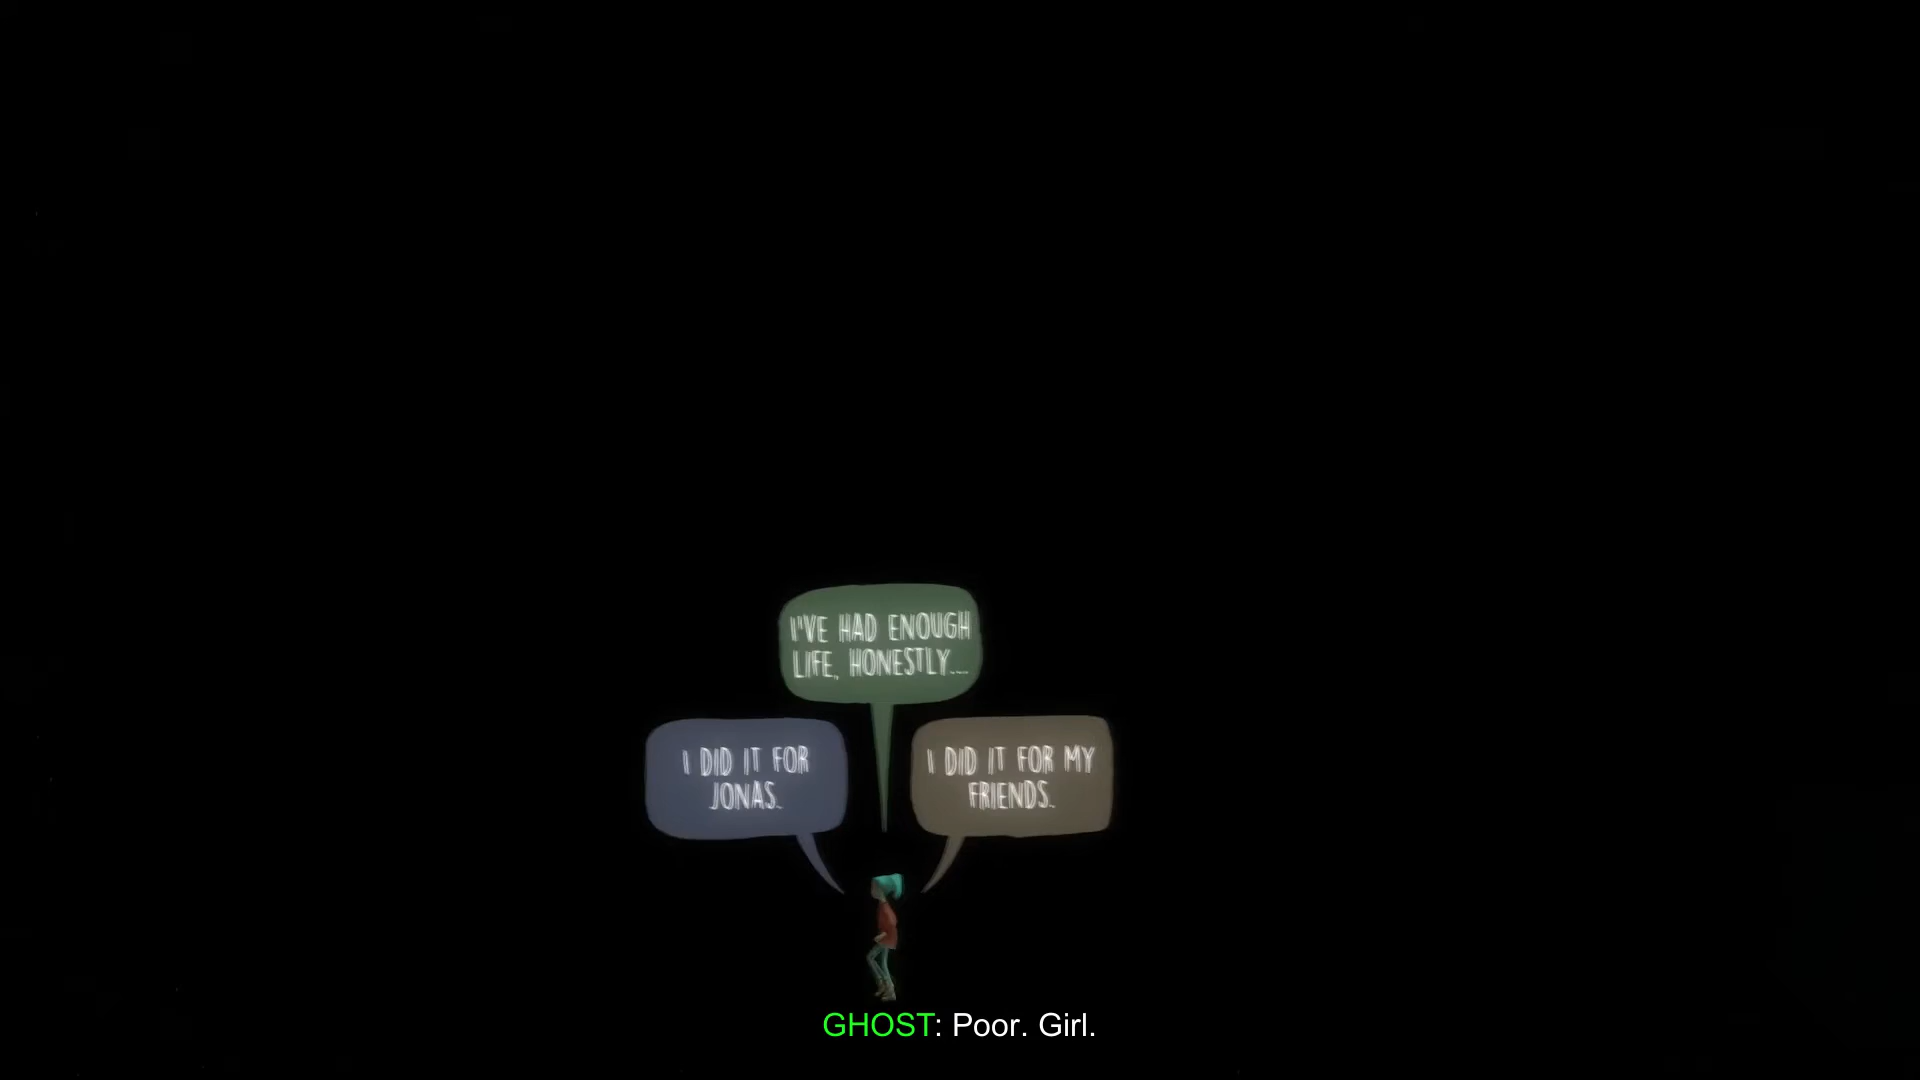 I'VE HAD ENOUGH
LIFE, HONESTLY...
I DID IT FOR
JONAS.
I DID IT FOR MY
FRIENDS.
GHOST: Poor. Girl.